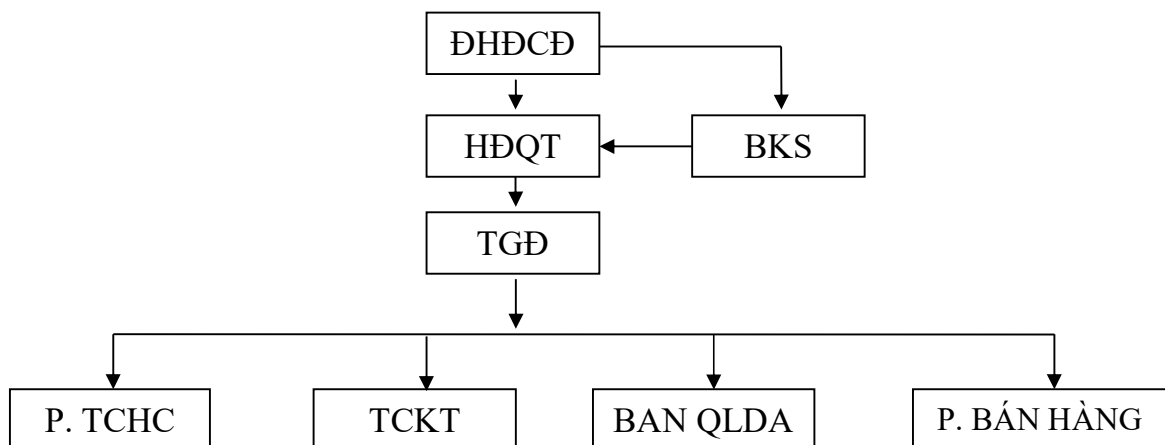 ĐHĐCĐ
HĐQT
BKS
TGĐ
P. TCHC
TCKT
BAN QLDA
P. BÁN HÀNG